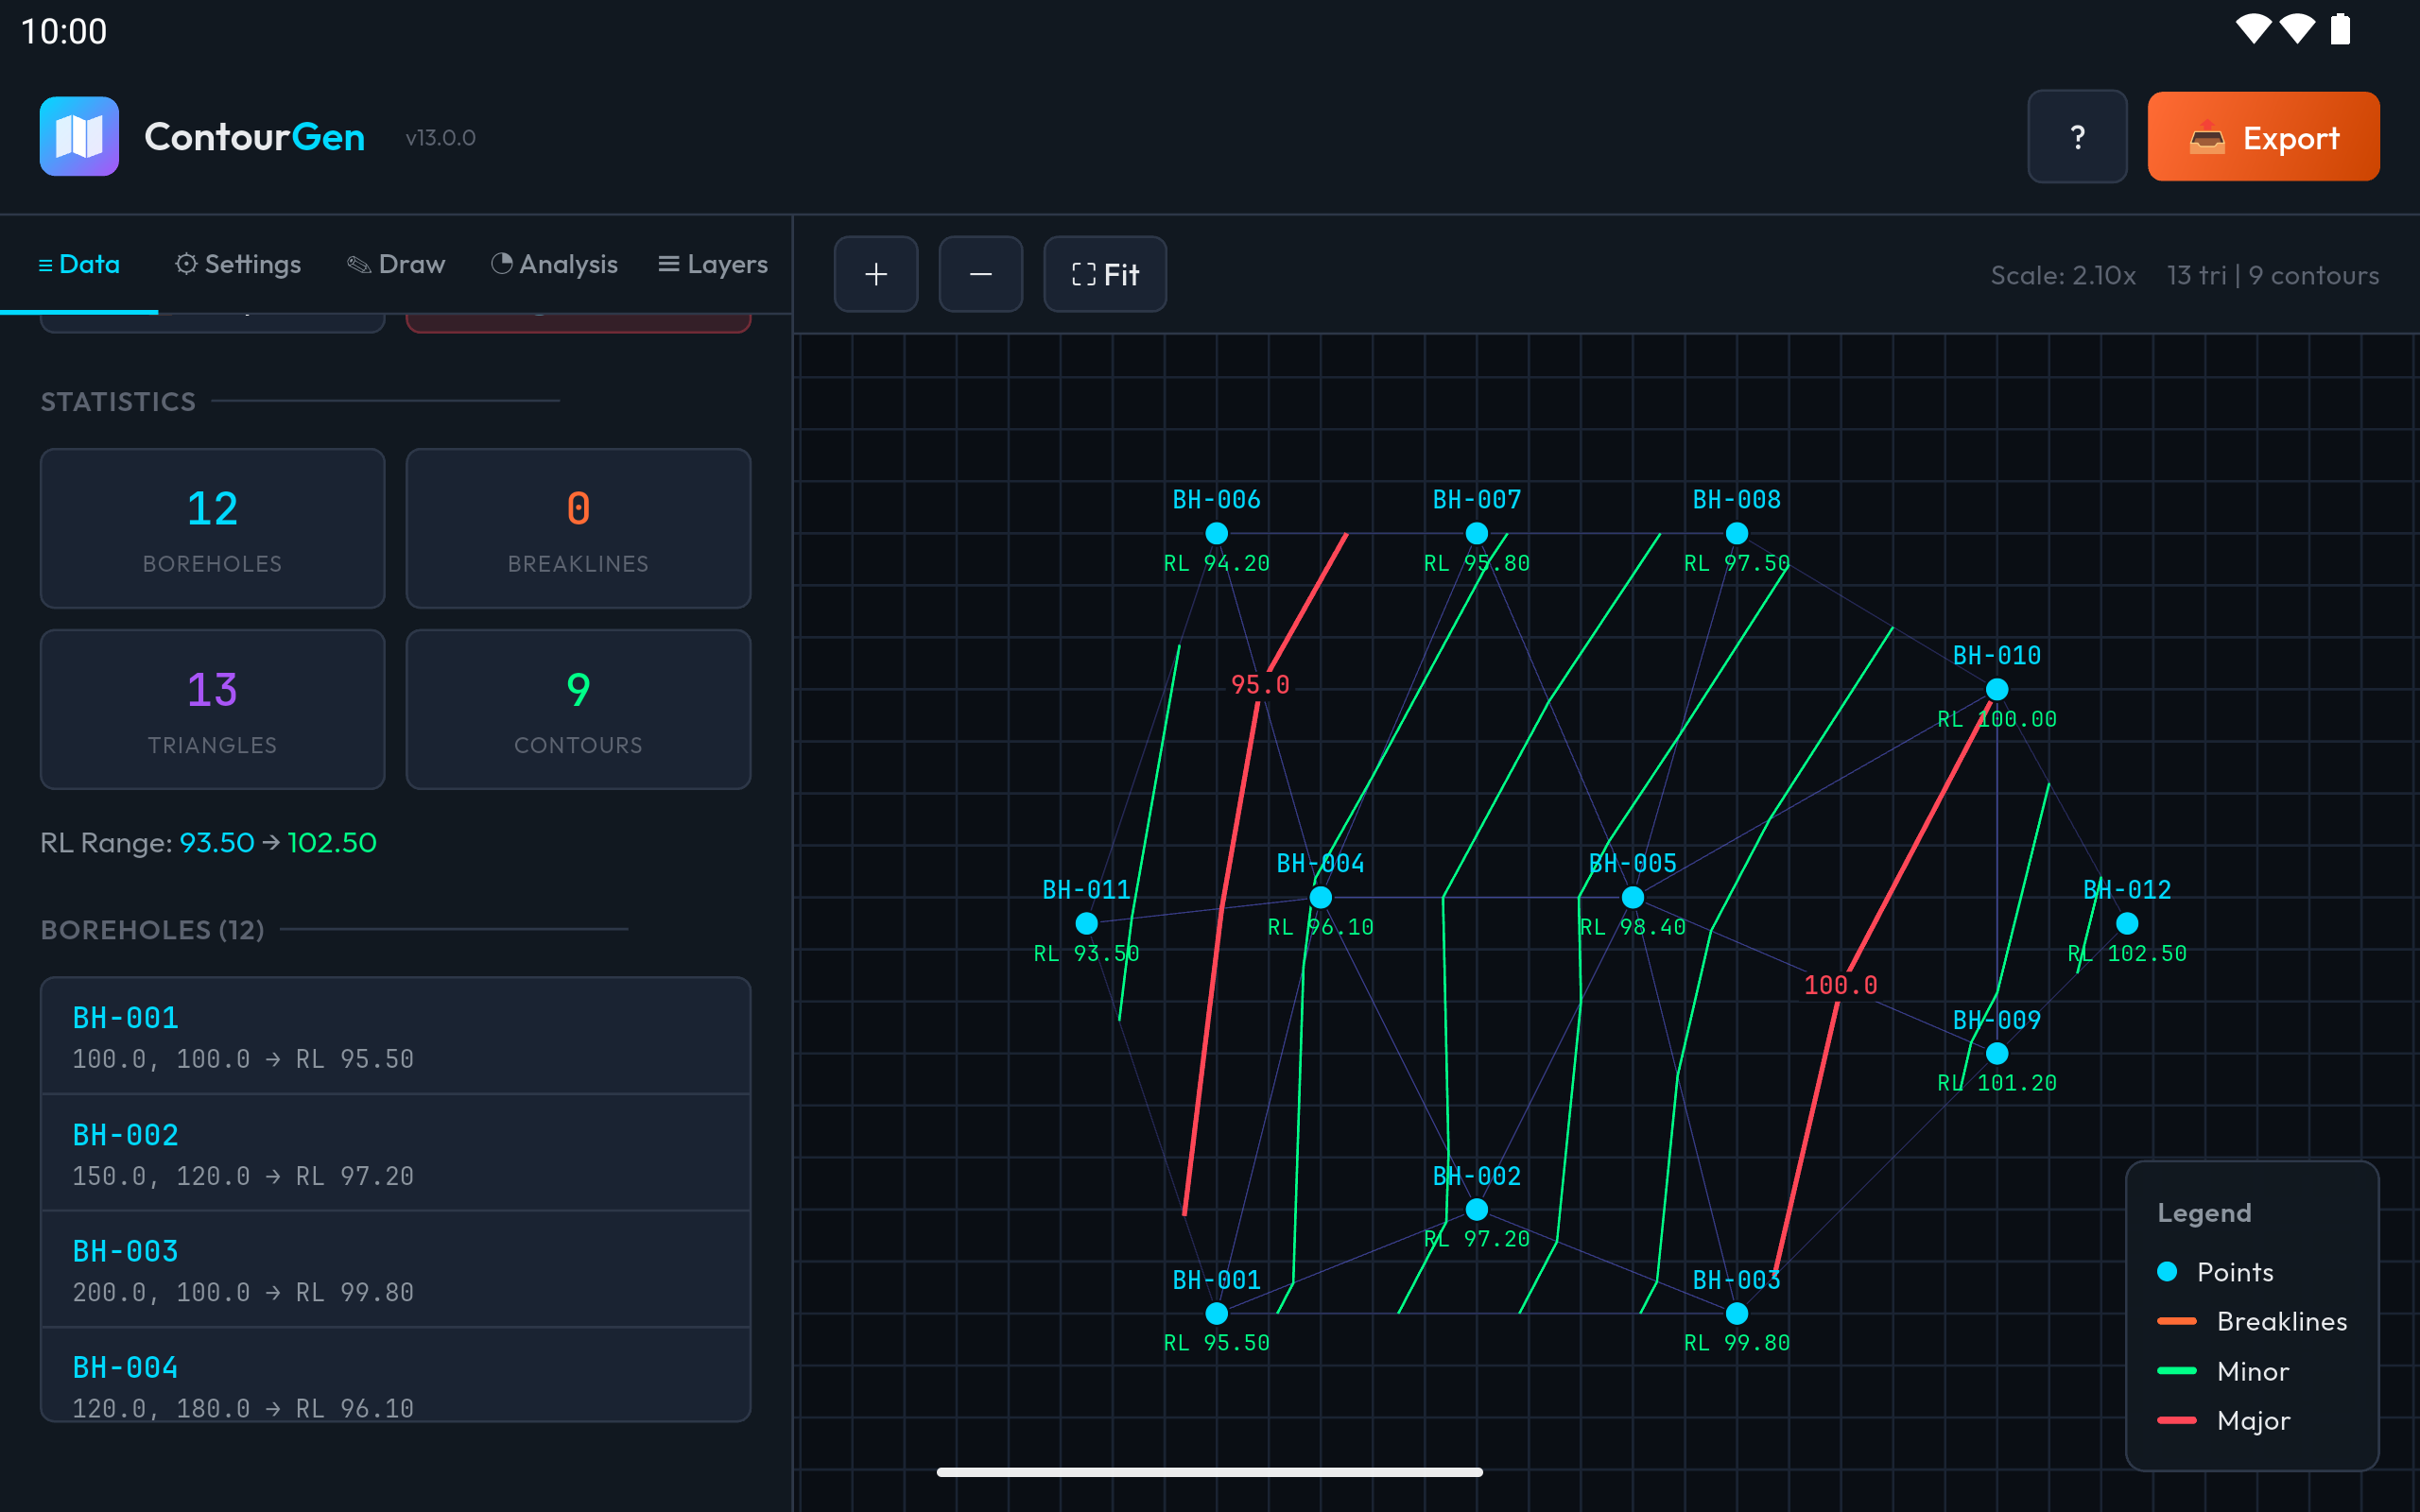 10:00
ContourGen v13.0.0
?
Export
Data
Settings
Draw
Analysis
Layers
+
−
Fit
Scale: 2.10x
13 tri | 9 contours
STATISTICS
12
BOREHOLES
0
BREAKLINES
13
TRIANGLES
9
CONTOURS
RL Range: 93.50 → 102.50
BOREHOLES (12)
BH-001
100.0, 100.0 → RL 95.50
BH-002
150.0, 120.0 → RL 97.20
BH-003
200.0, 100.0 → RL 99.80
BH-004
120.0, 180.0 → RL 96.10
BH-006
RL 94.20
BH-007
RL 95.80
BH-008
RL 97.50
95.0
BH-010
RL 100.00
BH-004
RL 96.10
BH-005
RL 98.40
BH-011
RL 93.50
BH-012
RL 102.50
100.0
BH-009
RL 101.20
BH-002
RL 97.20
BH-001
RL 95.50
BH-003
RL 99.80
Legend
Points
Breaklines
Minor
Major